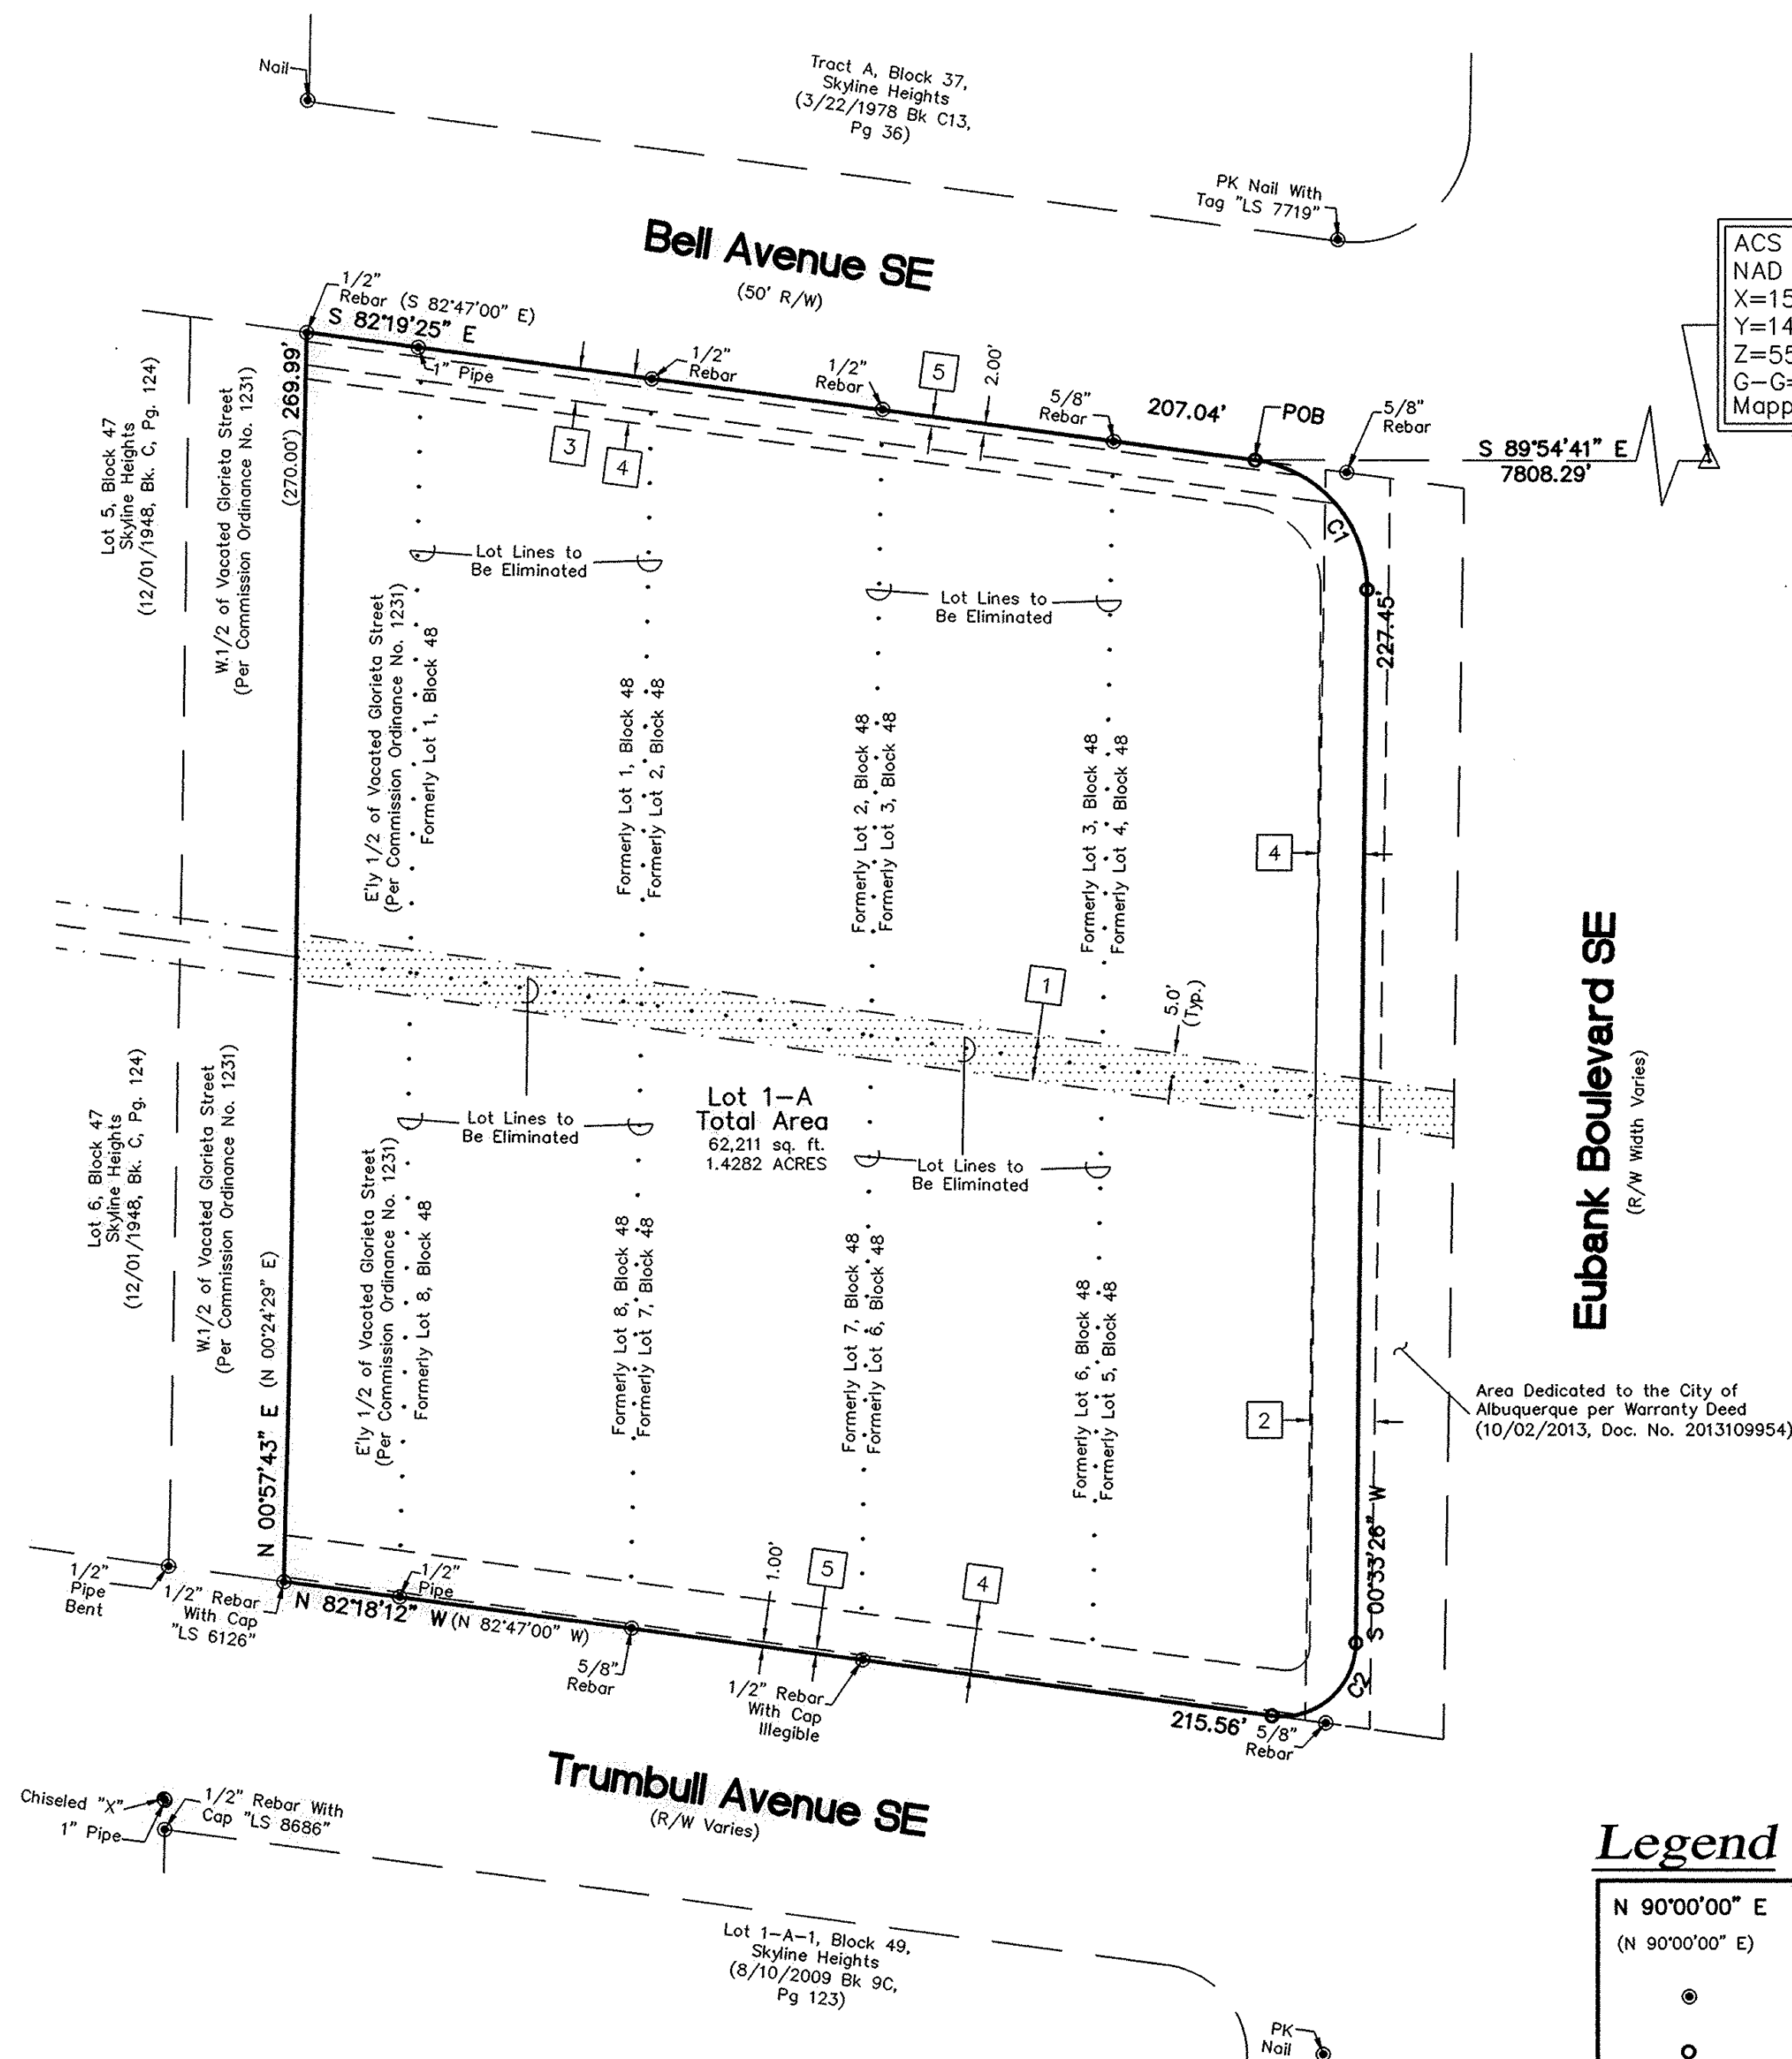 Nail
Tract A, Block 37,
Skyline Heights
(3/22/1978 Bk C13,
Pg 36)
PK Nail With
Tag "LS 7719"
Bell Avenue SE
(50' R/W)
ACS
NAD
X=15
Y=14
Z=55
G-G=
Mapp
1/2"
Rebar
(S 82°47'00" E)
S 82°19'25" E
1" Pipe
1/2"
Rebar
1/2"
Rebar
5
2.00'
5/8"
Rebar
207.04'
POB
5/8"
Rebar
S 89°54'41" E
7808.29'
3
4
C1
227.45'
(270.00') 269.99'
Lot 5, Block 47
Skyline Heights
(12/01/1948, Bk. C, Pg. 124)
W.1/2 of Vacated Glorieta Street
(Per Commission Ordinance No. 1231)
Lot Lines to
Be Eliminated
Lot Lines to
Be Eliminated
E'ly 1/2 of Vacated Glorieta Street
(Per Commission Ordinance No. 1231)
Formerly Lot 1, Block 48
Formerly Lot 1, Block 48
Formerly Lot 2, Block 48
Formerly Lot 2, Block 48
Formerly Lot 3, Block 48
Formerly Lot 3, Block 48
Formerly Lot 4, Block 48
4
Eubank Boulevard SE
(R/W Width Varies)
1
5.0'
(Typ.)
Lot 6, Block 47
Skyline Heights
(12/01/1948, Bk. C, Pg. 124)
W.1/2 of Vacated Glorieta Street
(Per Commission Ordinance No. 1231)
Lot Lines to
Be Eliminated
Lot 1-A
Total Area
62,211 sq. ft.
1.4282 ACRES
Lot Lines to
Be Eliminated
N 00°57'43" E (N 00°24'29" E)
E'ly 1/2 of Vacated Glorieta Street
(Per Commission Ordinance No. 1231)
Formerly Lot 8, Block 48
Formerly Lot 8, Block 48
Formerly Lot 7, Block 48
Formerly Lot 7, Block 48
Formerly Lot 6, Block 48
Formerly Lot 6, Block 48
Formerly Lot 5, Block 48
2
Area Dedicated to the City of
Albuquerque per Warranty Deed
(10/02/2013, Doc. No. 2013109954)
S 00°33'26" W
1/2"
Pipe
Bent
1/2" Rebar
With Cap
"LS 6126"
1/2"
Pipe
N 82°18'12" W (N 82°47'00" W)
5/8"
Rebar
1.00'
5
4
1/2" Rebar
With Cap
Illegible
C2
215.56'
5/8"
Rebar
Trumbull Avenue SE
(R/W Varies)
Chiseled "X"
1" Pipe
1/2" Rebar With
Cap "LS 8686"
Lot 1-A-1, Block 49,
Skyline Heights
(8/10/2009 Bk 9C,
Pg 123)
PK
Nail
Legend
N 90°00'00" E
(N 90°00'00" E)